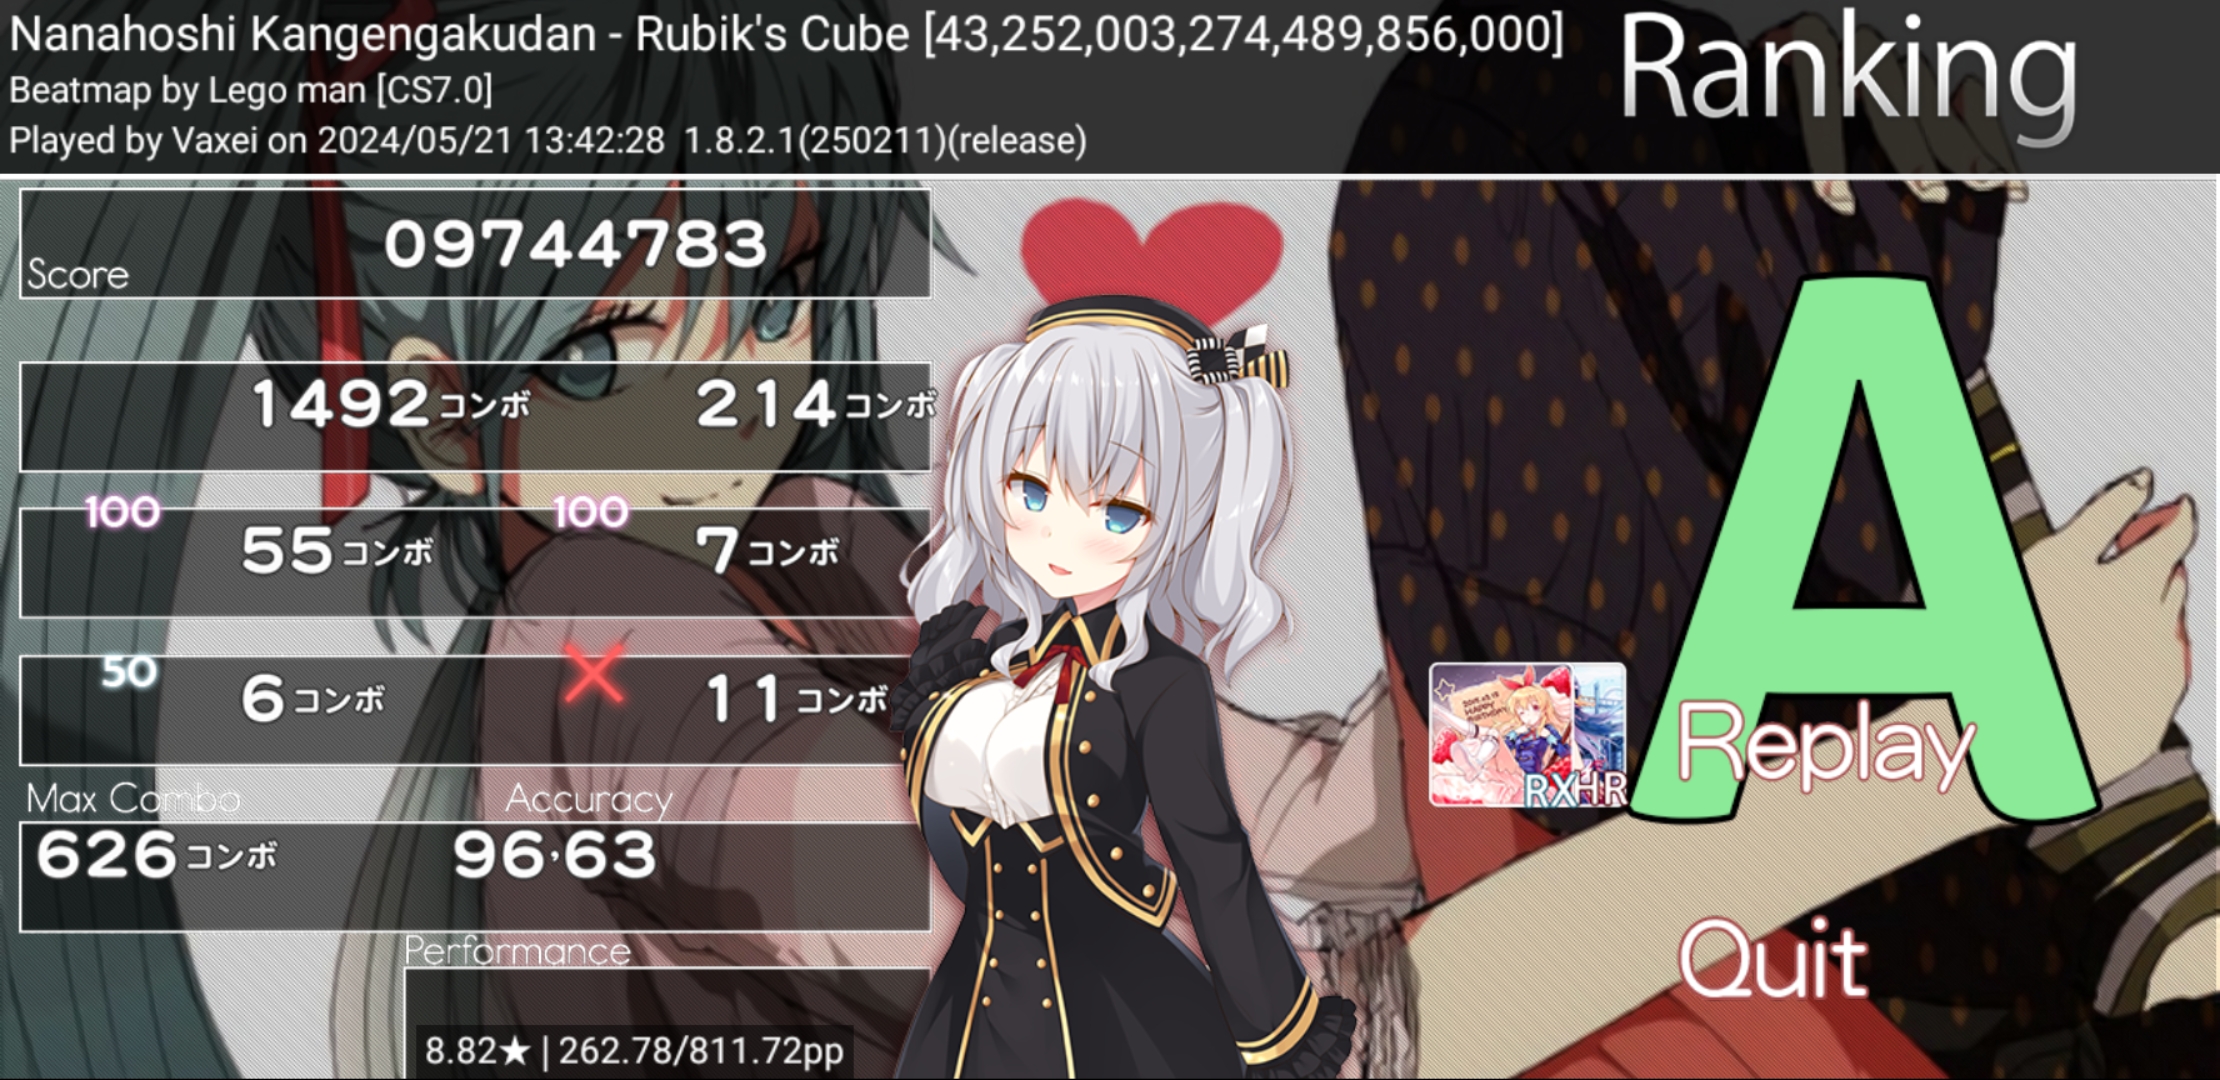 Nanahoshi Kangengakudan - Rubik's Cube [43,252,003,274,489,856,000]
Ranking
Beatmap by Lego man [CS7.0]
Played by Vaxei on 2024/05/21 13:42:28 1.8.2.1(250211)(release)
Score
09744783
1492コンボ 214コンボ
100 55コンボ 100 7コンボ
50 6コンボ 11コンボ
Max Combo Accuracy
626コンボ 96.63
Performance
8.82★ | 262.78/811.72pp
HAPPY
BIRTHDAY
RX HR
A
Replay
Quit